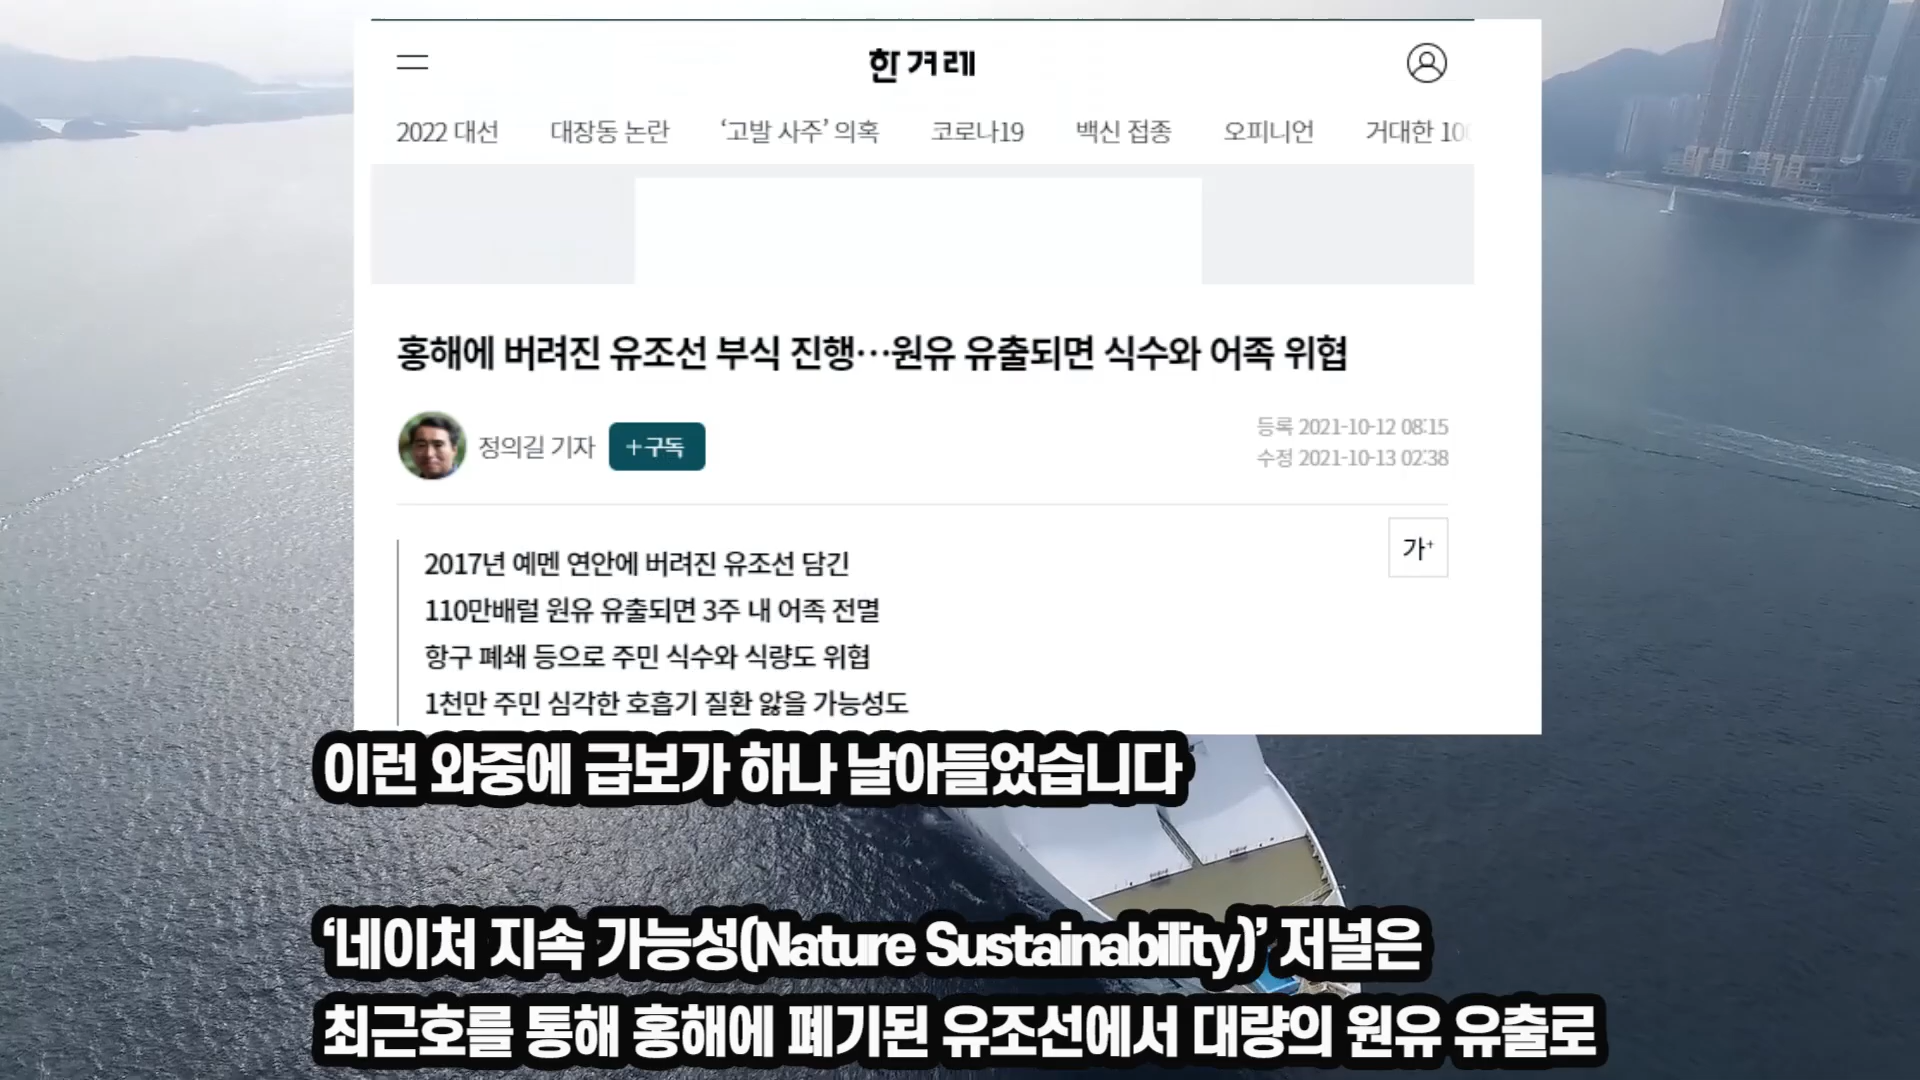 한겨레
2022 대선 대장동 논란 ‘고발 사주’ 의혹 코로나19 백신 접종 오피니언 거대한
홍해에 버려진 유조선 부식 진행…원유 유출되면 식수와 어족 위협
정의길 기자 +구독
등록 2021-10-12 08:15
수정 2021-10-13 02:38
가+
2017년 예멘 연안에 버려진 유조선 담긴
110만배럴 원유 유출되면 3주 내 어족 전멸
항구 폐쇄 등으로 주민 식수와 식량도 위협
1천만 주민 심각한 호흡기 질환 앓을 가능성도
이런 와중에 급보가 하나 날아들었습니다
‘네이처 지속 가능성(Nature Sustainability)’ 저널은
최근호를 통해 홍해에 폐기된 유조선에서 대량의 원유 유출로